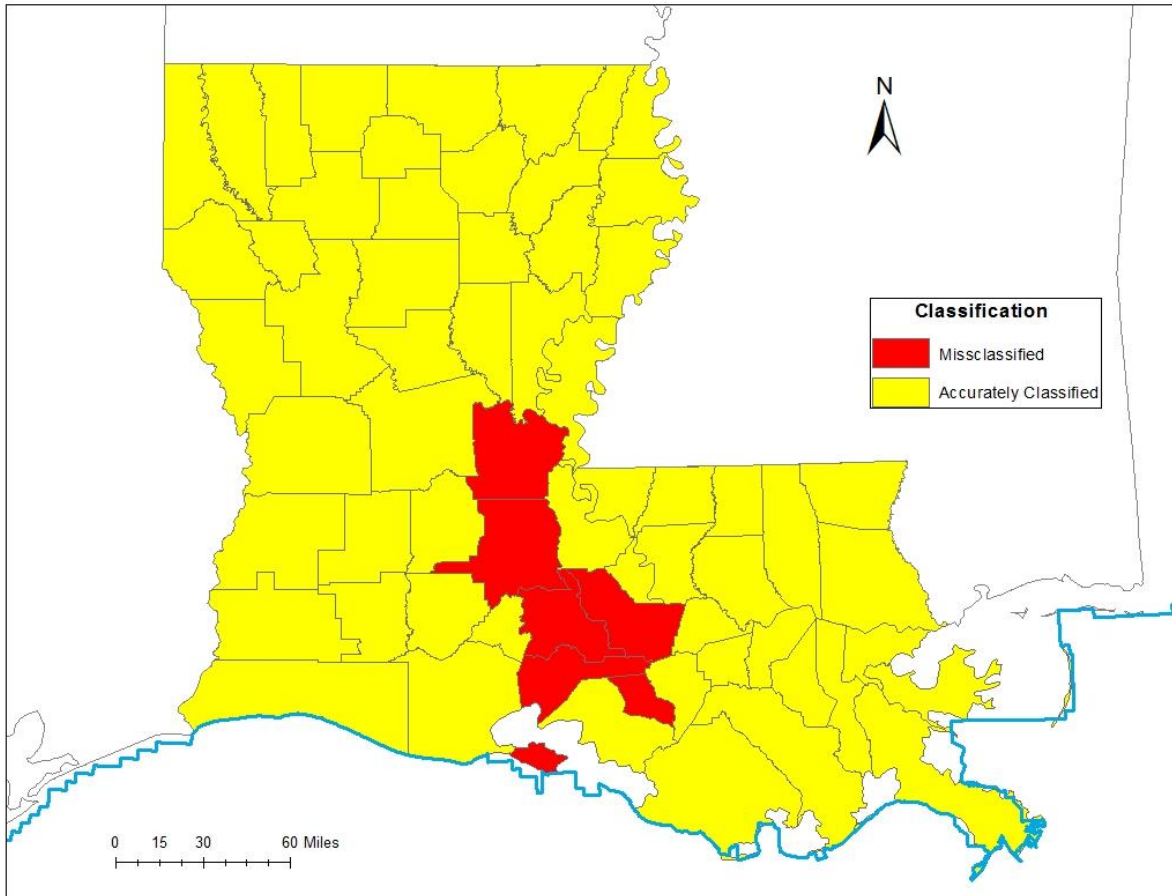 N
Classification
Missclassified
Accurately Classified
0 15 30 60 Miles